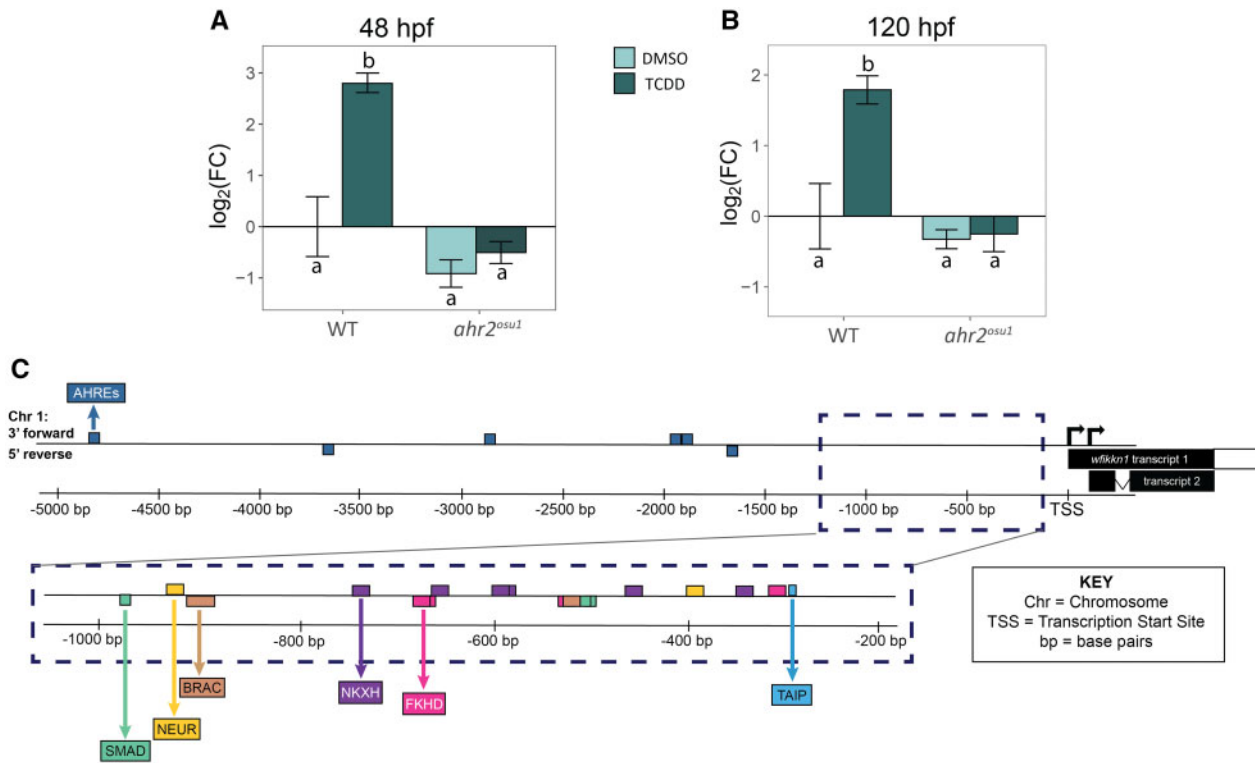 A
48 hpf
log2(FC)
3
2
1
0
−1
b
a
a
a
WT
ahr2osu1
DMSO
TCDD
B
120 hpf
log2(FC)
2
1
0
−1
b
a
a
a
WT
ahr2osu1
C
AHREs
Chr 1:
3' forward
5' reverse
wfikkn1 transcript 1
transcript 2
-5000 bp
-4500 bp
-4000 bp
-3500 bp
-3000 bp
-2500 bp
-2000 bp
-1500 bp
-1000 bp
-500 bp
TSS
-1000 bp
-800 bp
-600 bp
-400 bp
-200 bp
BRAC
NKXH
FKHD
TAIP
NEUR
SMAD
KEY
Chr = Chromosome
TSS = Transcription Start Site
bp = base pairs